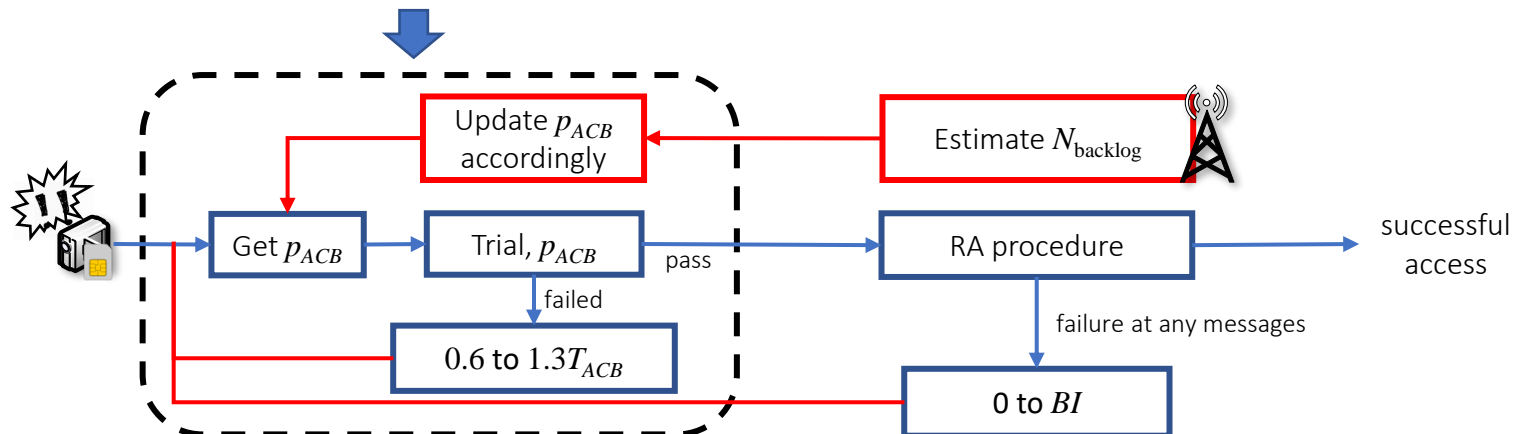 Update p_ACB
accordingly
Estimate N_backlog
!!
Get p_ACB
Trial, p_ACB
pass
RA procedure
successful
access
failed
failure at any messages
0.6 to 1.3T_ACB
0 to BI